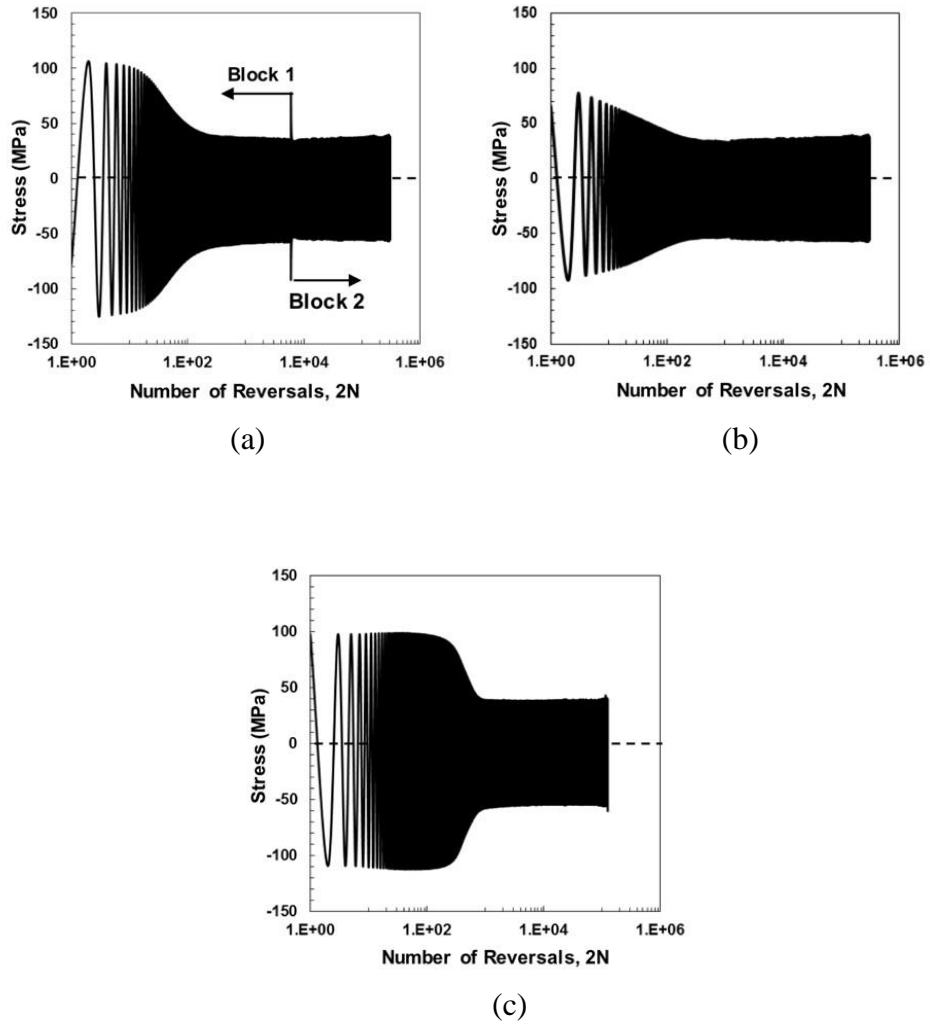 150
100
50
0
-50
-100
-150
Stress (MPa)
Block 1
Block 2
1.E+00 1.E+02 1.E+04 1.E+06
Number of Reversals, 2N
(a)
150
100
50
0
-50
-100
-150
Stress (MPa)
1.E+00 1.E+02 1.E+04 1.E+06
Number of Reversals, 2N
(b)
150
100
50
0
-50
-100
-150
Stress (MPa)
1.E+00 1.E+02 1.E+04 1.E+06
Number of Reversals, 2N
(c)